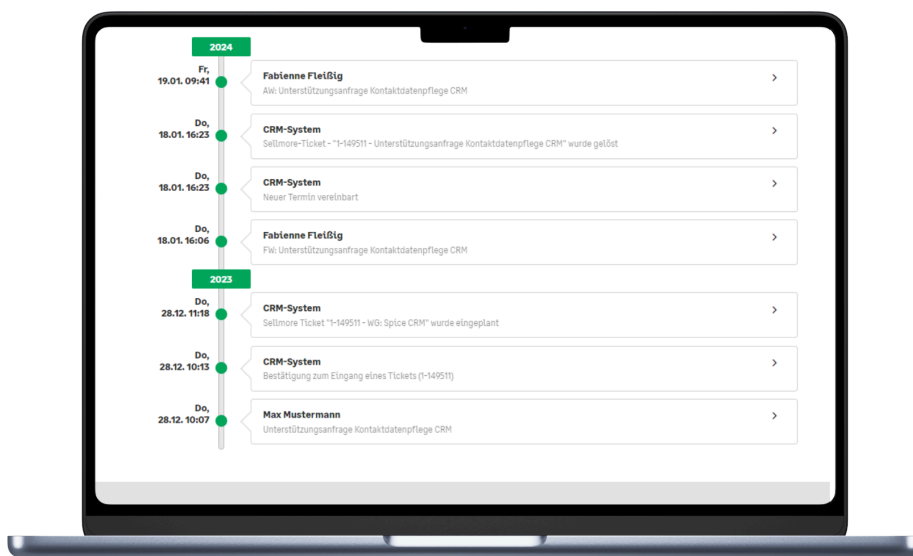 2024
Fr,
19.01. 09:41
Fabienne Fleißig
AW: Unterstützungsanfrage Kontaktdatenpflege CRM
Do,
18.01. 16:23
CRM-System
Sellmore-Ticket - "1-149511 - Unterstützungsanfrage Kontaktdatenpflege CRM" wurde gelöst
Do,
18.01. 16:23
CRM-System
Neuer Termin vereinbart
Do,
18.01. 16:06
Fabienne Fleißig
FW: Unterstützungsanfrage Kontaktdatenpflege CRM
2023
Do,
28.12. 11:18
CRM-System
Sellmore Ticket "1-149511 - WG: Spice CRM" wurde eingeplant
Do,
28.12. 10:13
CRM-System
Bestätigung zum Eingang eines Tickets (1-149511)
Do,
28.12. 10:07
Max Mustermann
Unterstützungsanfrage Kontaktdatenpflege CRM